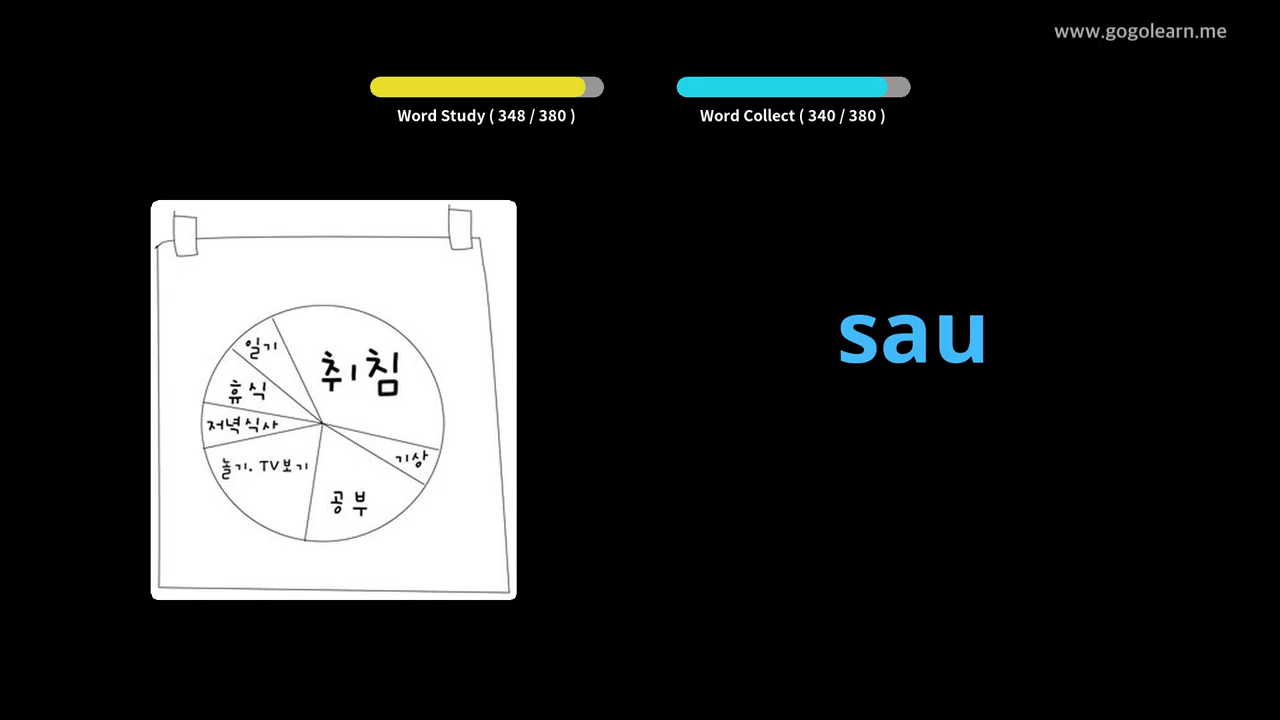 www.gogolearn.me
Word Study ( 348 / 380 )
Word Collect ( 340 / 380 )
sau
일기
취침
휴식
저녁식사
놀기. TV보기
기상
공부